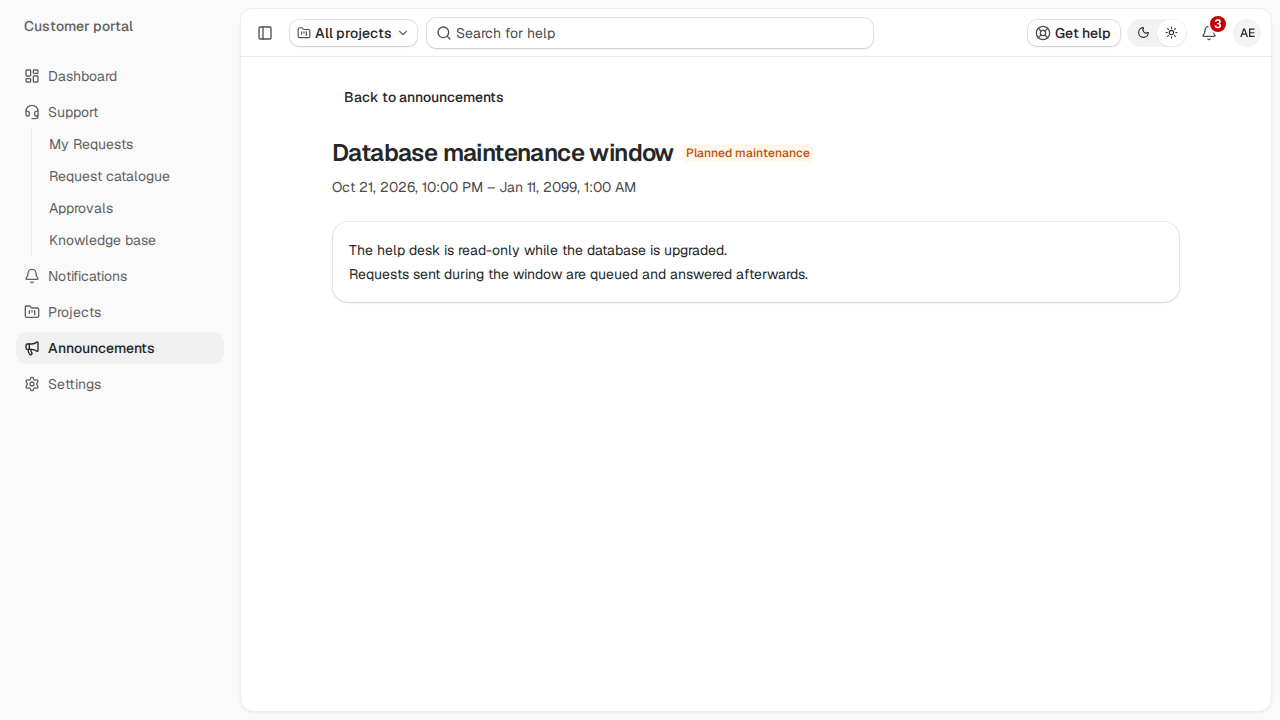 Customer portal
Dashboard
Support
My Requests
Request catalogue
Approvals
Knowledge base
Notifications
Projects
Announcements
Settings
All projects
Search for help
Get help
3
AE
Back to announcements
Database maintenance window Planned maintenance
Oct 21, 2026, 10:00 PM – Jan 11, 2099, 1:00 AM
The help desk is read-only while the database is upgraded.
Requests sent during the window are queued and answered afterwards.